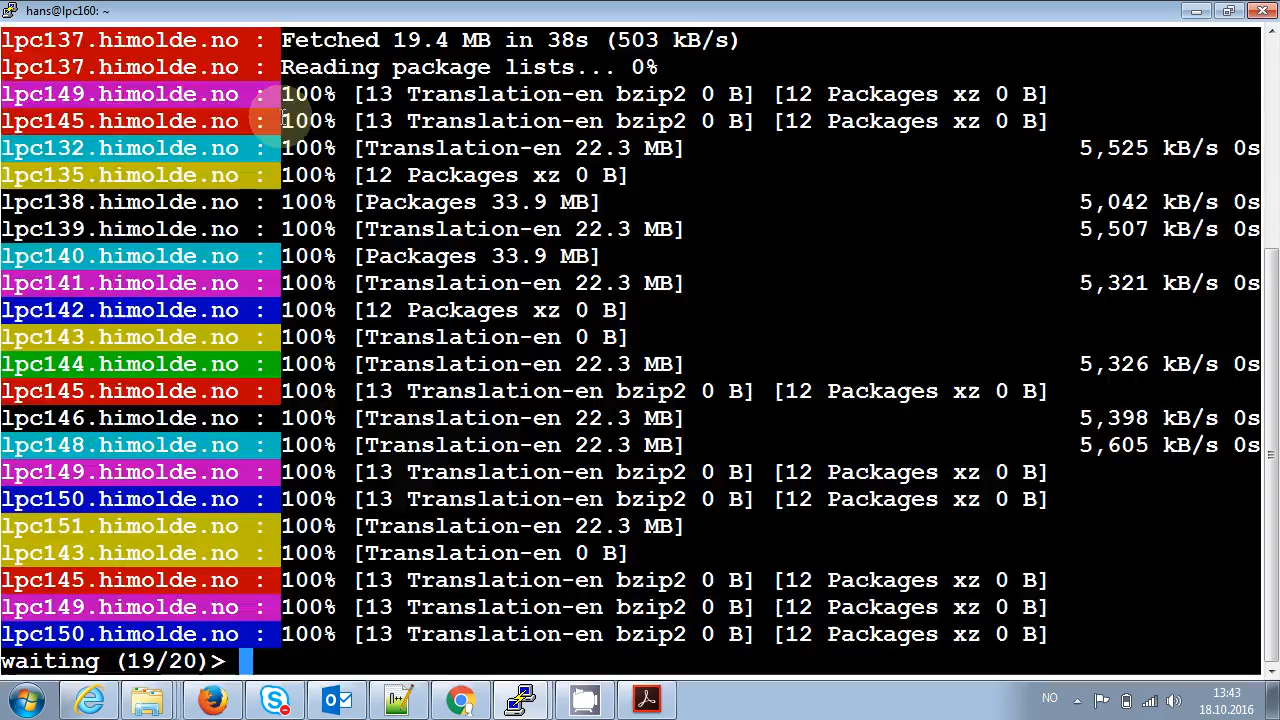 hans@lpc160: ~
lpc137.himolde.no : Fetched 19.4 MB in 38s (503 kB/s)
lpc137.himolde.no : Reading package lists... 0%
lpc149.himolde.no : 100% [13 Translation-en bzip2 0 B] [12 Packages xz 0 B]
lpc145.himolde.no : 100% [13 Translation-en bzip2 0 B] [12 Packages xz 0 B]
lpc132.himolde.no : 100% [Translation-en 22.3 MB] 5,525 kB/s 0s
lpc135.himolde.no : 100% [12 Packages xz 0 B]
lpc138.himolde.no : 100% [Packages 33.9 MB] 5,042 kB/s 0s
lpc139.himolde.no : 100% [Translation-en 22.3 MB] 5,507 kB/s 0s
lpc140.himolde.no : 100% [Packages 33.9 MB]
lpc141.himolde.no : 100% [Translation-en 22.3 MB] 5,321 kB/s 0s
lpc142.himolde.no : 100% [12 Packages xz 0 B]
lpc143.himolde.no : 100% [Translation-en 0 B]
lpc144.himolde.no : 100% [Translation-en 22.3 MB] 5,326 kB/s 0s
lpc145.himolde.no : 100% [13 Translation-en bzip2 0 B] [12 Packages xz 0 B]
lpc146.himolde.no : 100% [Translation-en 22.3 MB] 5,398 kB/s 0s
lpc148.himolde.no : 100% [Translation-en 22.3 MB] 5,605 kB/s 0s
lpc149.himolde.no : 100% [13 Translation-en bzip2 0 B] [12 Packages xz 0 B]
lpc150.himolde.no : 100% [13 Translation-en bzip2 0 B] [12 Packages xz 0 B]
lpc151.himolde.no : 100% [Translation-en 22.3 MB]
lpc143.himolde.no : 100% [Translation-en 0 B]
lpc145.himolde.no : 100% [13 Translation-en bzip2 0 B] [12 Packages xz 0 B]
lpc149.himolde.no : 100% [13 Translation-en bzip2 0 B] [12 Packages xz 0 B]
lpc150.himolde.no : 100% [13 Translation-en bzip2 0 B] [12 Packages xz 0 B]
waiting (19/20)>
NO
13:43
18.10.2016